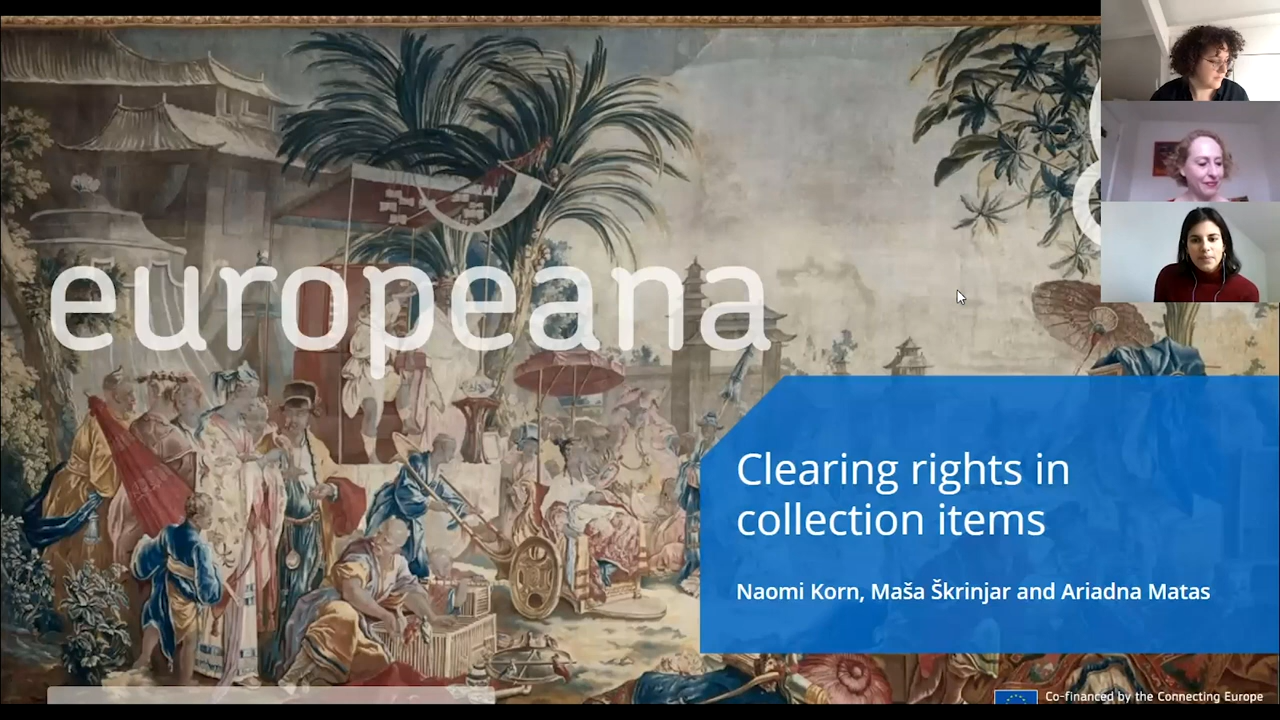 europeana
Clearing rights in
collection items
Naomi Korn, Maša Škrinjar and Ariadna Matas
Co-financed by the Connecting Europe